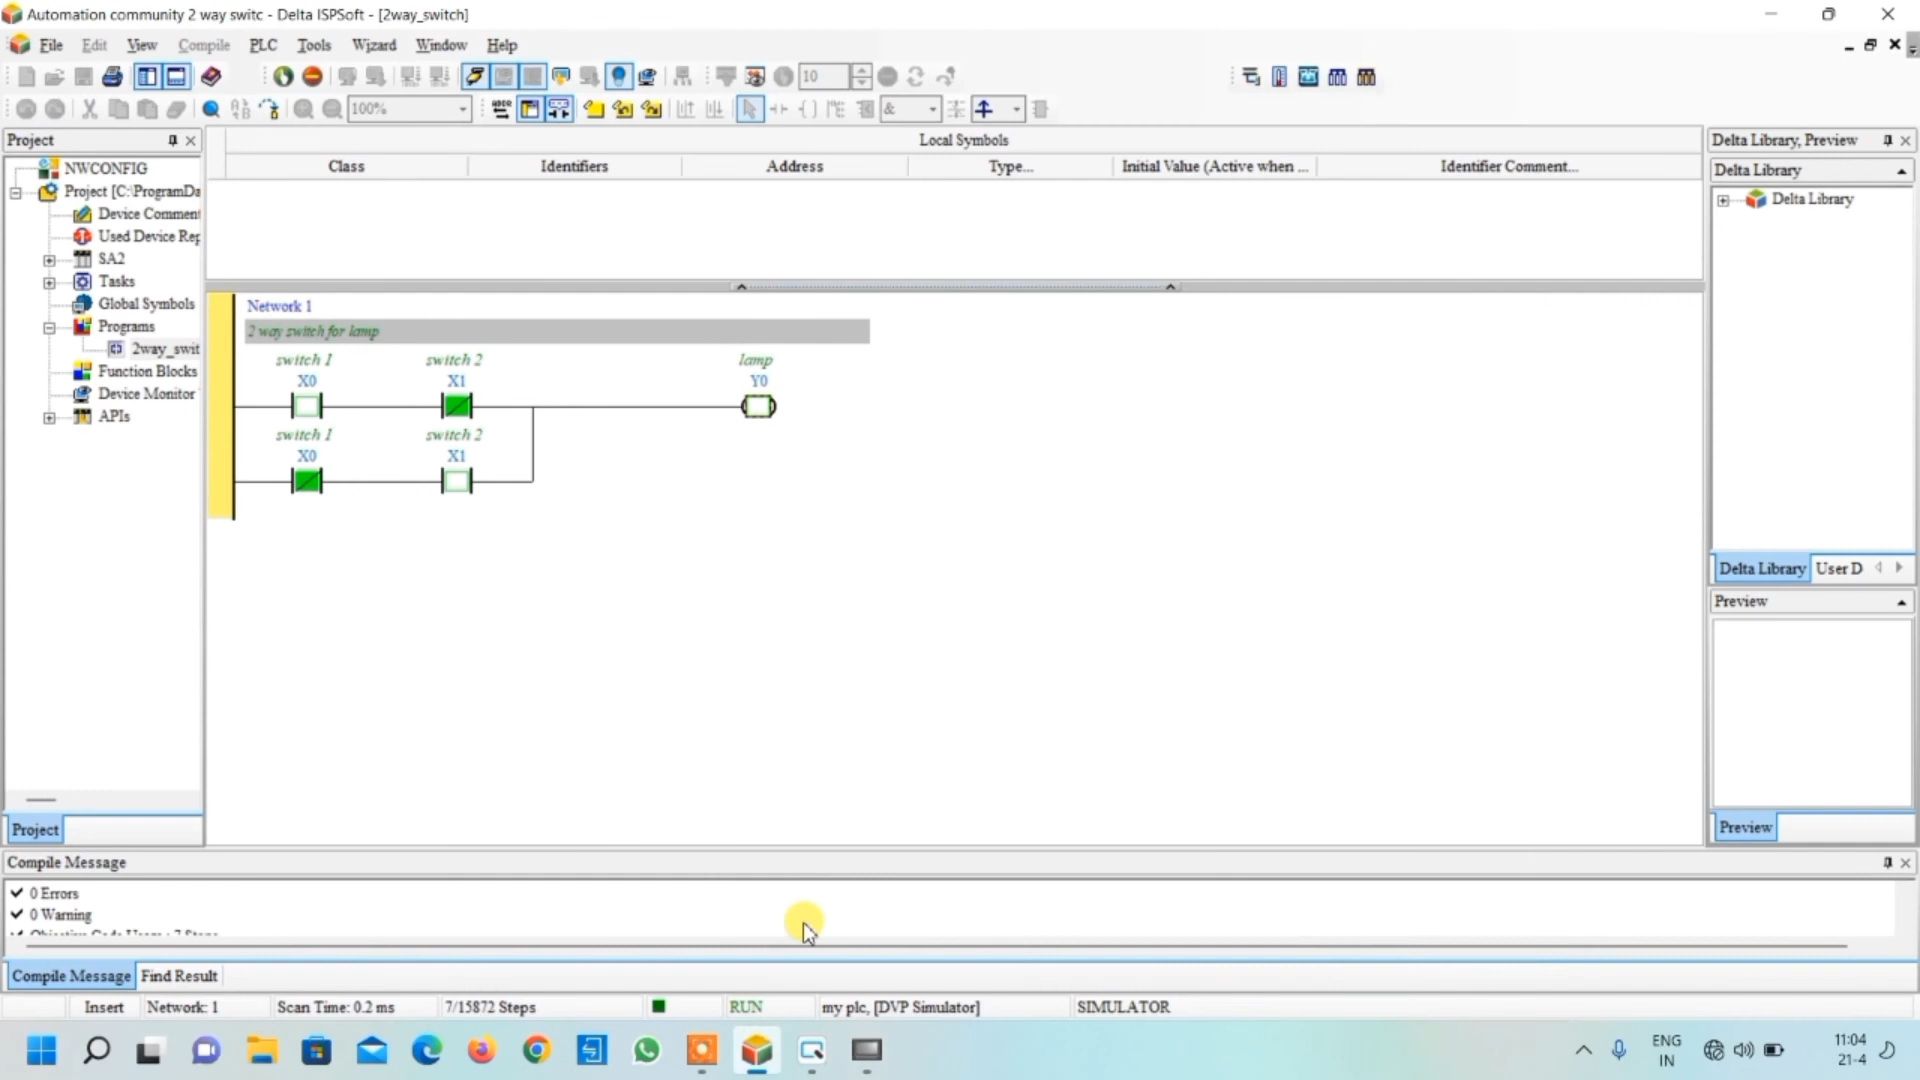 Automation community 2 way switc - Delta ISPSoft - [2way_switch]
File Edit View Compile PLC Tools Wizard Window Help
10
100% &
Project
NWCONFIG
Project [C:\ProgramDa
Device Comment
Used Device Rep
SA2
Tasks
Global Symbols
Programs
2way_swit
Function Blocks
Device Monitor
APIs
Project
Local Symbols
Class Identifiers Address Type... Initial Value (Active when ... Identifier Comment...
Network 1
2 way switch for lamp
switch 1 switch 2 lamp
X0 X1 Y0
switch 1 switch 2
X0 X1
Delta Library, Preview
Delta Library
Delta Library
Delta Library User D
Preview
Preview
Compile Message
0 Errors
0 Warning
Compile Message Find Result
Insert Network: 1 Scan Time: 0.2 ms 7/15872 Steps RUN my plc, [DVP Simulator] SIMULATOR
ENG
IN
11:04
21-4